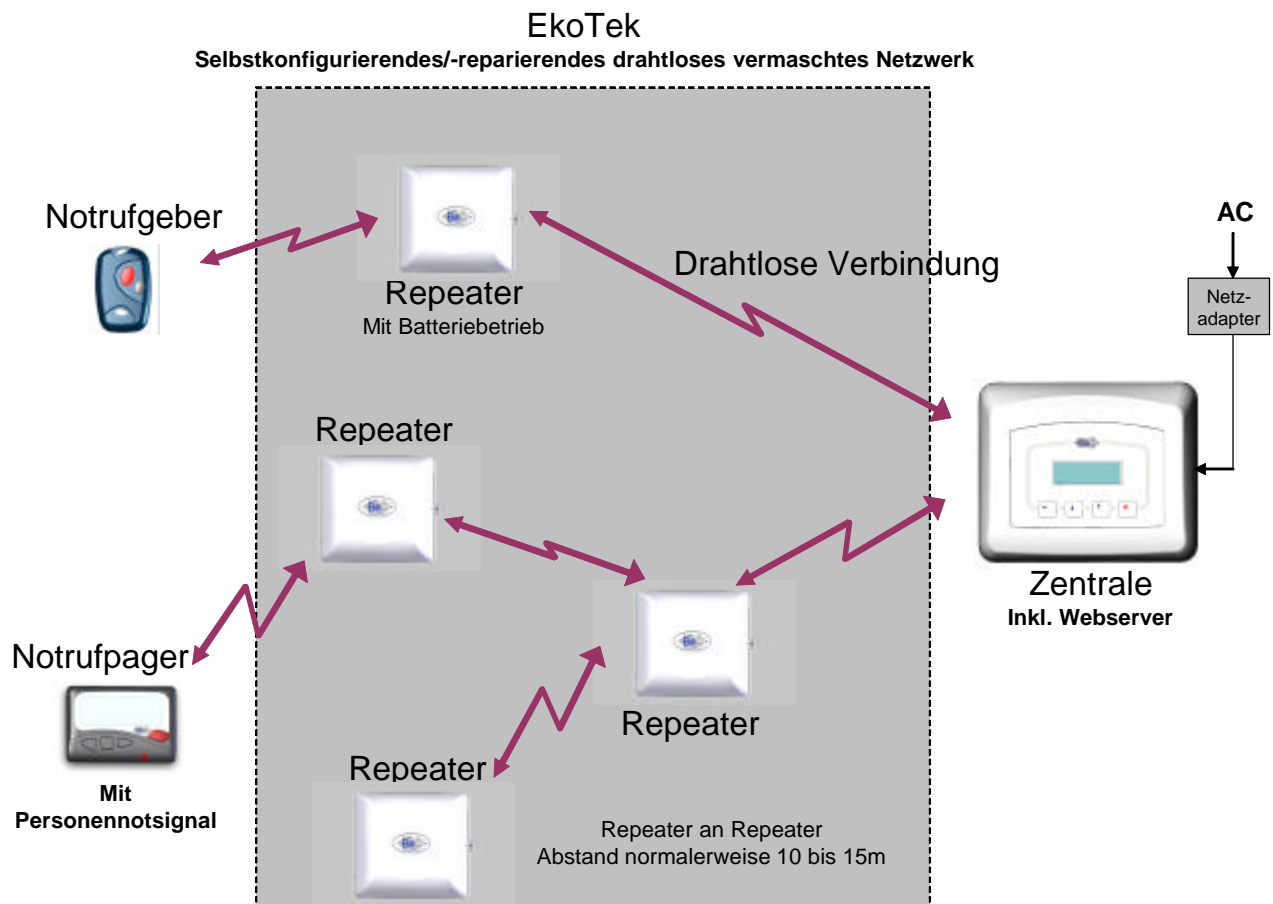 EkoTek
Selbstkonfigurierendes/-reparierendes drahtloses vermaschtes Netzwerk
Notrufgeber
Repeater
Mit Batteriebetrieb
Drahtlose Verbindung
AC
Netz-
adapter
Repeater
Zentrale
Inkl. Webserver
Notrufpager
Mit
Personennotsignal
Repeater
Repeater
Repeater an Repeater
Abstand normalerweise 10 bis 15m